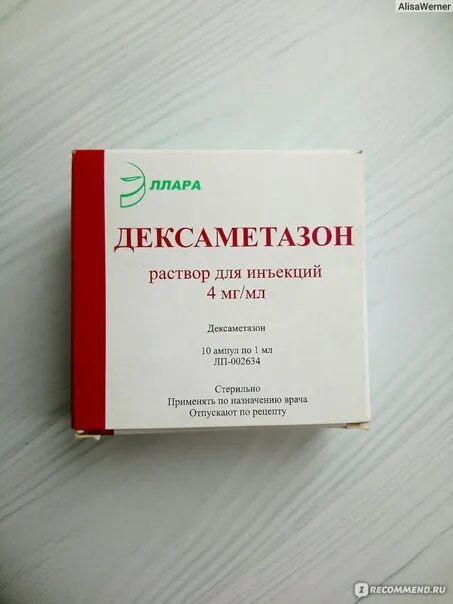 AlisaWerner
ЭЛЛАРА
ДЕКСАМЕТАЗОН
раствор для инъекций
4 мг/мл
Дексаметазон
10 ампул по 1 мл
ЛП-002634
Стерильно
Применять по назначению врача
Отпускают по рецепту
I RECOMMEND.RU